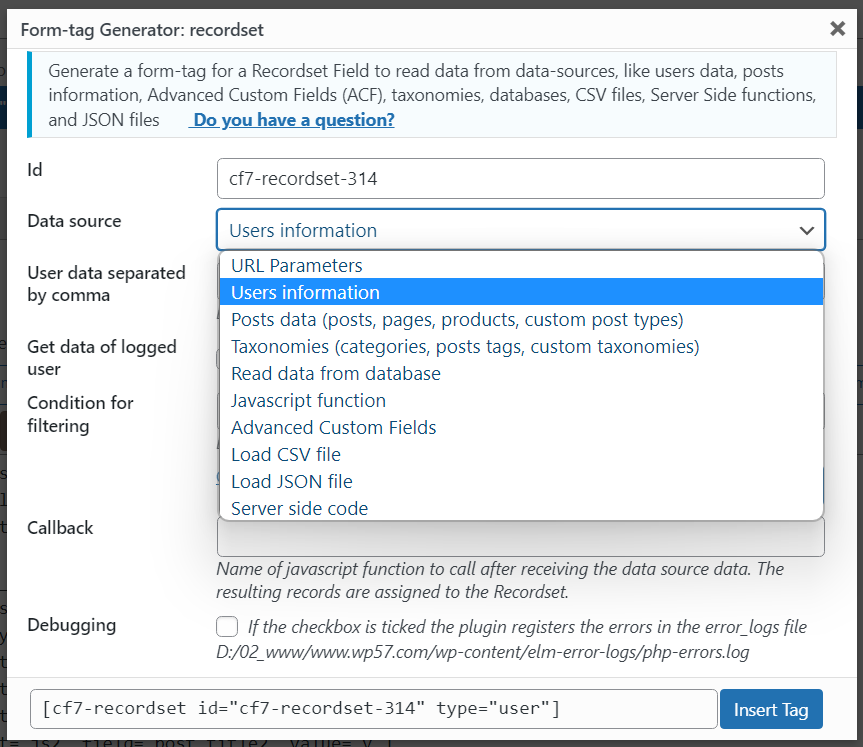 Form-tag Generator: recordset
Generate a form-tag for a Recordset Field to read data from data-sources, like users data, posts
information, Advanced Custom Fields (ACF), taxonomies, databases, CSV files, Server Side functions,
and JSON files Do you have a question?
Id
cf7-recordset-314
Data source
Users information
User data separated
by comma
URL Parameters
Users information
Posts data (posts, pages, products, custom post types)
Taxonomies (categories, posts tags, custom taxonomies)
Read data from database
Javascript function
Advanced Custom Fields
Load CSV file
Load JSON file
Server side code
Get data of logged
user
Condition for
filtering
Callback
Name of javascript function to call after receiving the data source data. The
resulting records are assigned to the Recordset.
Debugging
If the checkbox is ticked the plugin registers the errors in the error_logs file
D:/02_www/www.wp57.com/wp-content/elm-error-logs/php-errors.log
[cf7-recordset id="cf7-recordset-314" type="user"]
Insert Tag